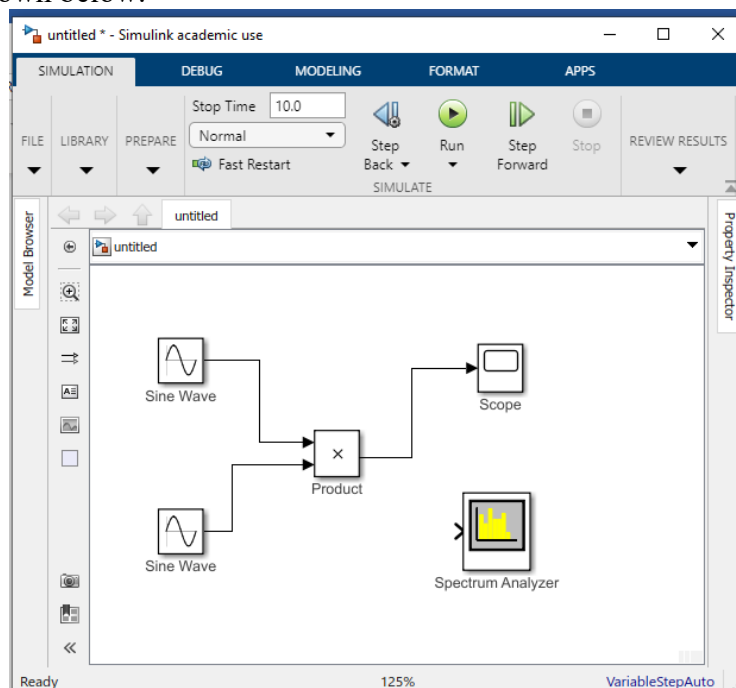 own below.
untitled * - Simulink academic use
SIMULATION DEBUG MODELING FORMAT APPS
Stop Time 10.0
FILE LIBRARY PREPARE Normal Step Back Run Step Forward Stop REVIEW RESULTS
Fast Restart
SIMULATE
Model Browser
untitled
Property Inspector
untitled
Sine Wave
Scope
×
Product
Sine Wave
Spectrum Analyzer
Ready 125% VariableStepAuto